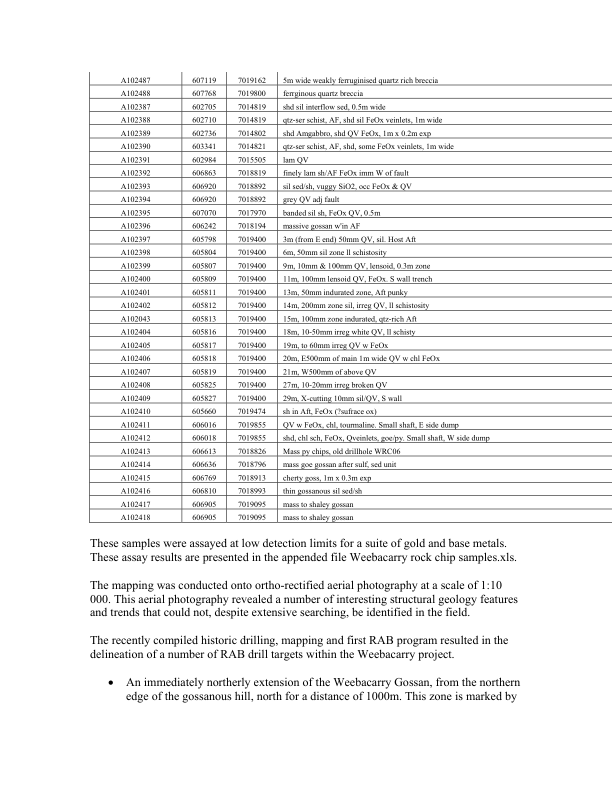 A102487 607119 7019162 5m wide weakly ferruginised quartz rich breccia
A102488 607768 7019800 ferrginous quartz breccia
A102387 602705 7014819 shd sil interflow sed, 0.5m wide
A102388 602710 7014819 qtz-ser schist, AF, shd sil FeOx veinlets, 1m wide
A102389 602736 7014802 shd Amgabbro, shd QV FeOx, 1m x 0.2m exp
A102390 603341 7014821 qtz-ser schist, AF, shd, some FeOx veinlets, 1m wide
A102391 602984 7015505 lam QV
A102392 606863 7018819 finely lam sh/AF FeOx imm W of fault
A102393 606920 7018892 sil sed/sh, vuggy SiO2, occ FeOx & QV
A102394 606920 7018892 grey QV adj fault
A102395 607070 7017970 banded sil sh, FeOx QV, 0.5m
A102396 606242 7018194 massive gossan w'in AF
A102397 605798 7019400 3m (from E end) 50mm QV, sil. Host Aft
A102398 605804 7019400 6m, 50mm sil zone ll schistosity
A102399 605807 7019400 9m, 10mm & 100mm QV, lensoid, 0.3m zone
A102400 605809 7019400 11m, 100mm lensoid QV, FeOx. S wall trench
A102401 605811 7019400 13m, 50mm indurated zone, Aft punky
A102402 605812 7019400 14m, 200mm zone sil, irreg QV, ll schistosity
A102043 605813 7019400 15m, 100mm zone indurated, qtz-rich Aft
A102404 605816 7019400 18m, 10-50mm irreg white QV, ll schisty
A102405 605817 7019400 19m, to 60mm irreg QV w FeOx
A102406 605818 7019400 20m, E500mm of main 1m wide QV w chl FeOx
A102407 605819 7019400 21m, W500mm of above QV
A102408 605825 7019400 27m, 10-20mm irreg broken QV
A102409 605827 7019400 29m, X-cutting 10mm sil/QV, S wall
A102410 605660 7019474 sh in Aft, FeOx (?sufrace ox)
A102411 606016 7019855 QV w FeOx, chl, tourmaline. Small shaft, E side dump
A102412 606018 7019855 shd, chl sch, FeOx, Qveinlets, goe/py. Small shaft, W side dump
A102413 606613 7018826 Mass py chips, old drillhole WRC06
A102414 606636 7018796 mass goe gossan after sulf, sed unit
A102415 606769 7018913 cherty goss, 1m x 0.3m exp
A102416 606810 7018993 thin gossanous sil sed/sh
A102417 606905 7019095 mass to shaley gossan
A102418 606905 7019095 mass to shaley gossan
These samples were assayed at low detection limits for a suite of gold and base metals.
These assay results are presented in the appended file Weebacarry rock chip samples.xls.
The mapping was conducted onto ortho-rectified aerial photography at a scale of 1:10
000. This aerial photography revealed a number of interesting structural geology features
and trends that could not, despite extensive searching, be identified in the field.
The recently compiled historic drilling, mapping and first RAB program resulted in the
delineation of a number of RAB drill targets within the Weebacarry project.
• An immediately northerly extension of the Weebacarry Gossan, from the northern
edge of the gossanous hill, north for a distance of 1000m. This zone is marked by